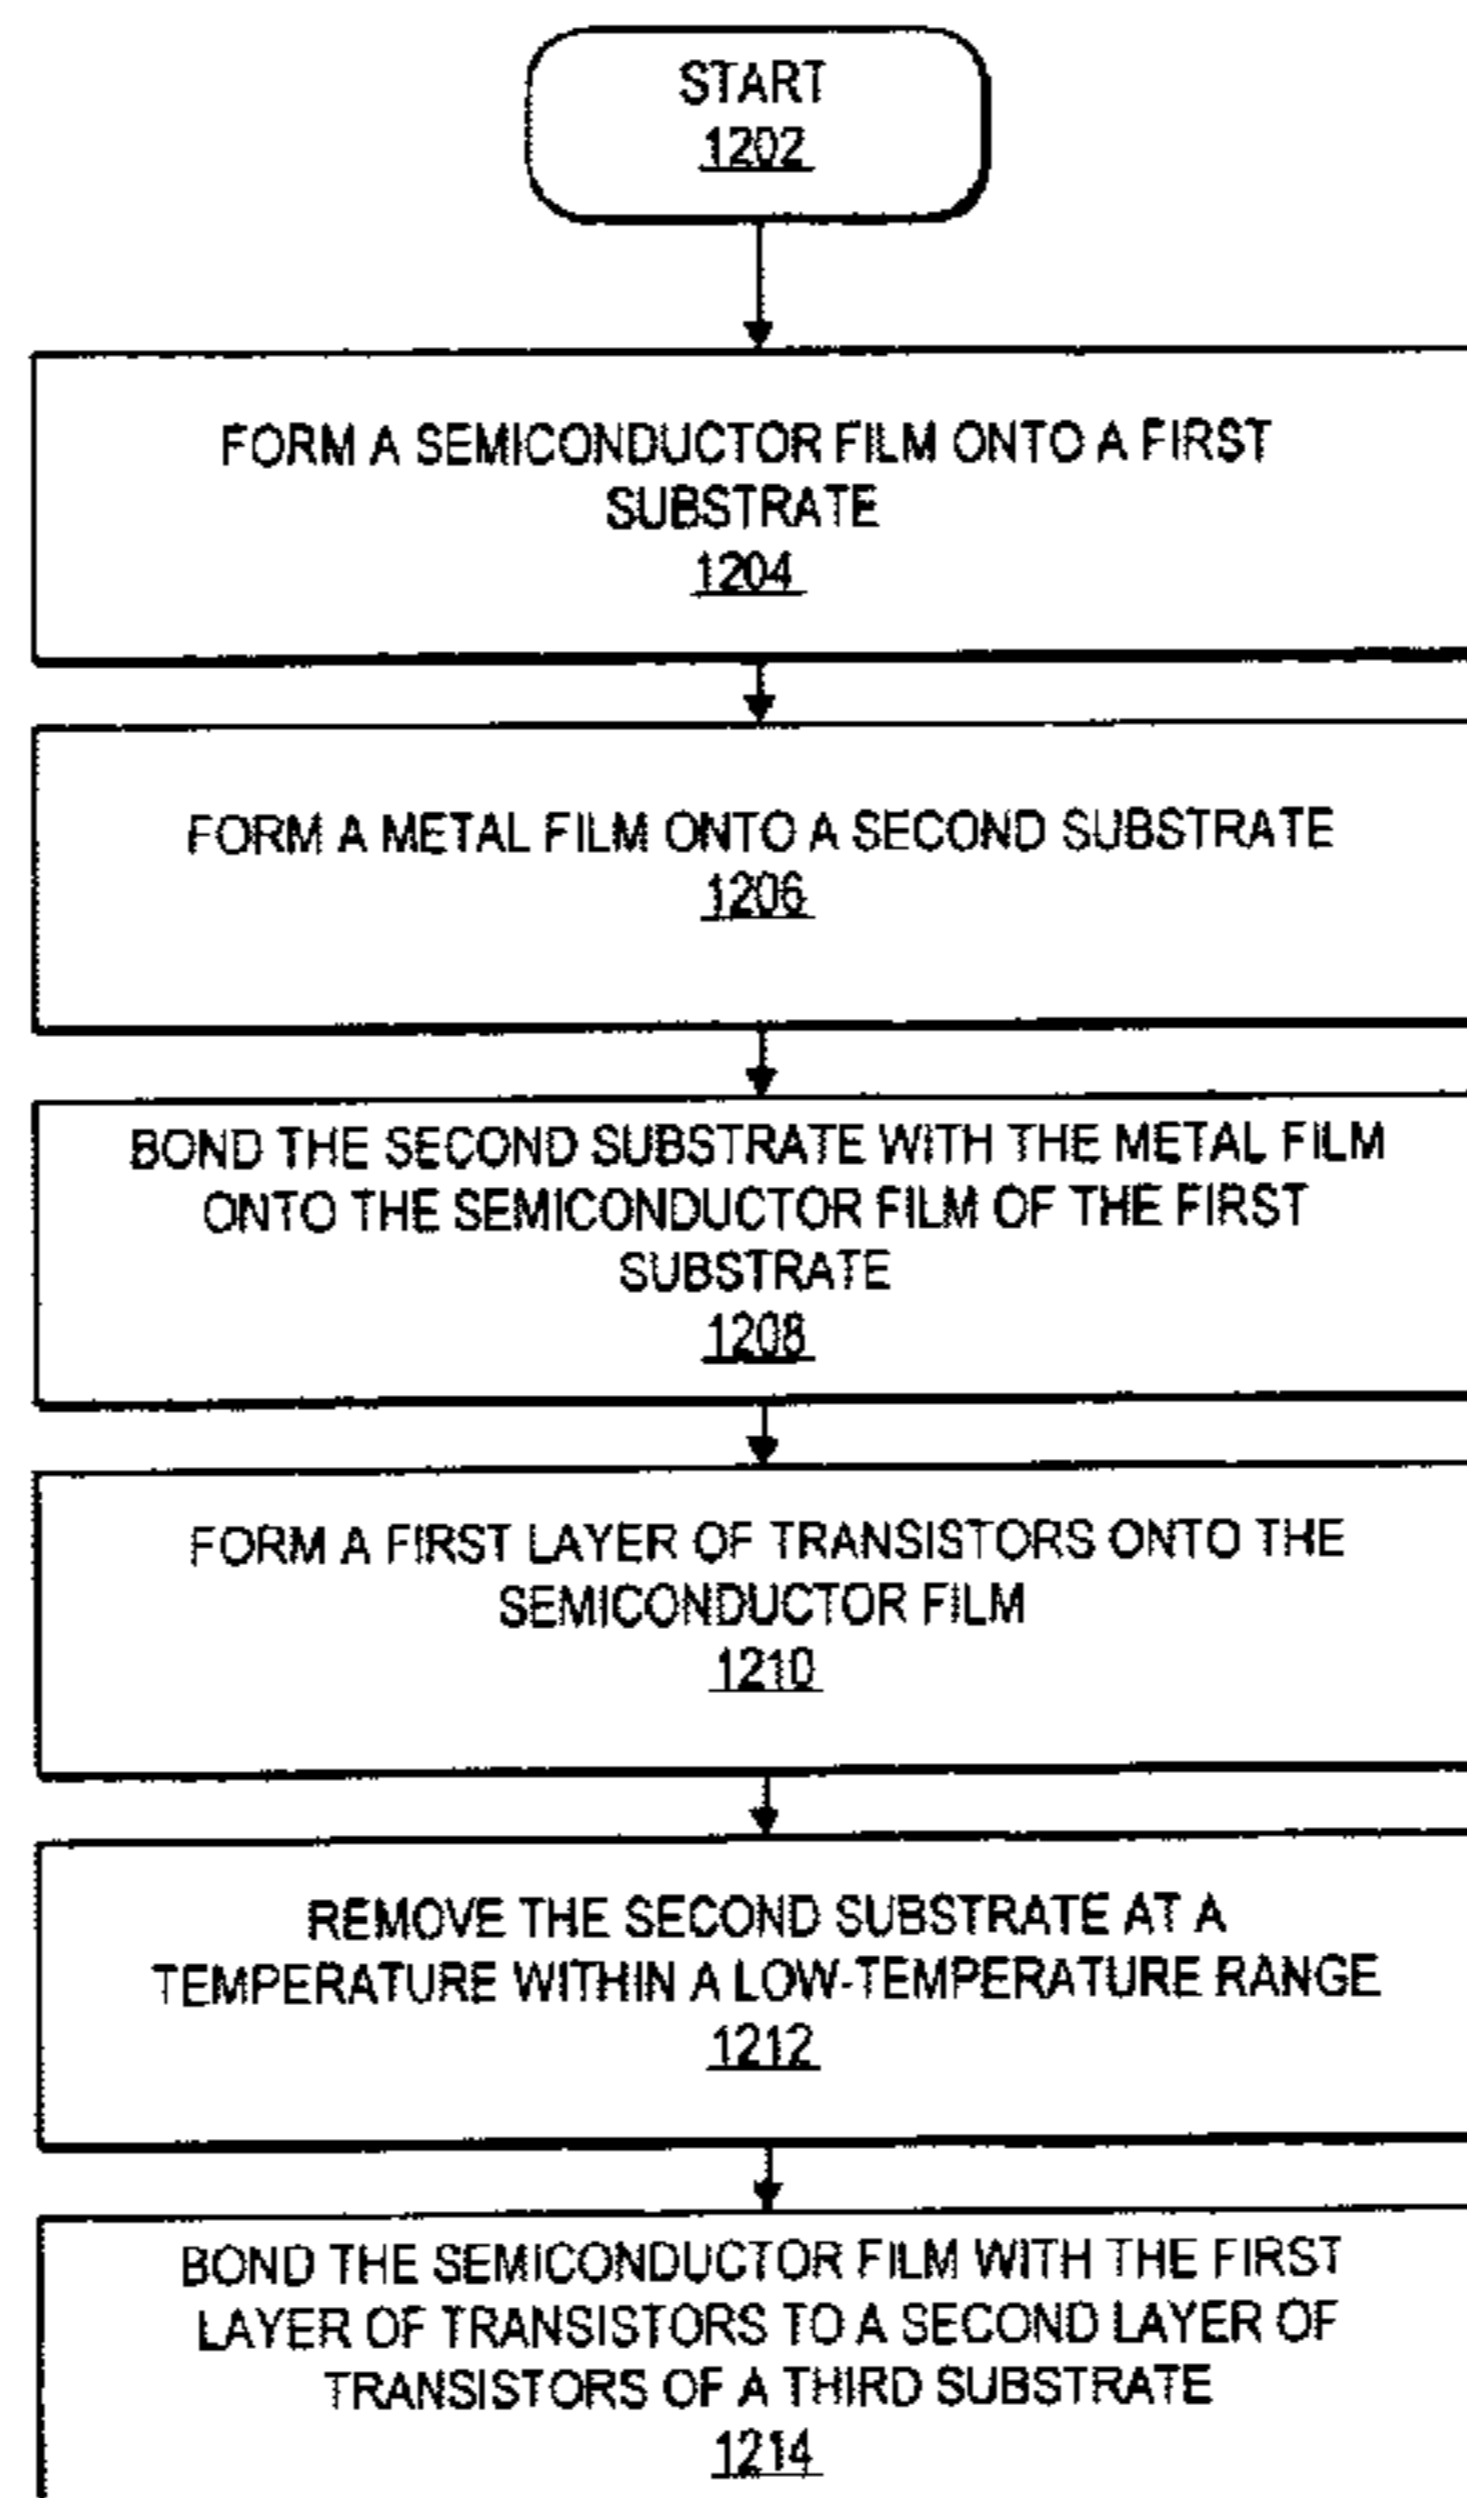 START
1202
FORM A SEMICONDUCTOR FILM ONTO A FIRST
SUBSTRATE
1204
FORM A METAL FILM ONTO A SECOND SUBSTRATE
1206
BOND THE SECOND SUBSTRATE WITH THE METAL FILM
ONTO THE SEMICONDUCTOR FILM OF THE FIRST
SUBSTRATE
1208
FORM A FIRST LAYER OF TRANSISTORS ONTO THE
SEMICONDUCTOR FILM
1210
REMOVE THE SECOND SUBSTRATE AT A
TEMPERATURE WITHIN A LOW-TEMPERATURE RANGE
1212
BOND THE SEMICONDUCTOR FILM WITH THE FIRST
LAYER OF TRANSISTORS TO A SECOND LAYER OF
TRANSISTORS OF A THIRD SUBSTRATE
1214